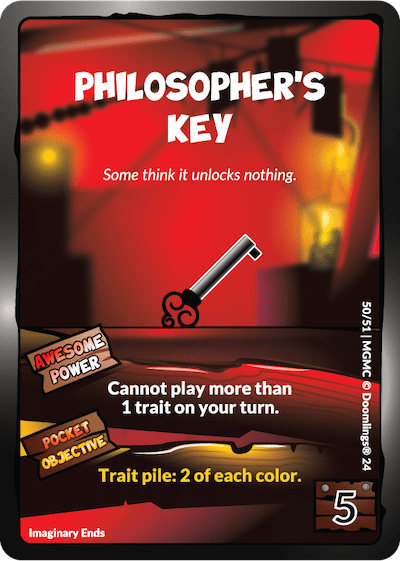 PHILOSOPHER'S
KEY
Some think it unlocks nothing.
AWESOME
POWER
Cannot play more than
1 trait on your turn.
POCKET
OBJECTIVE
Trait pile: 2 of each color.
5
Imaginary Ends
50/51 | MGMC © Doomlings® 24